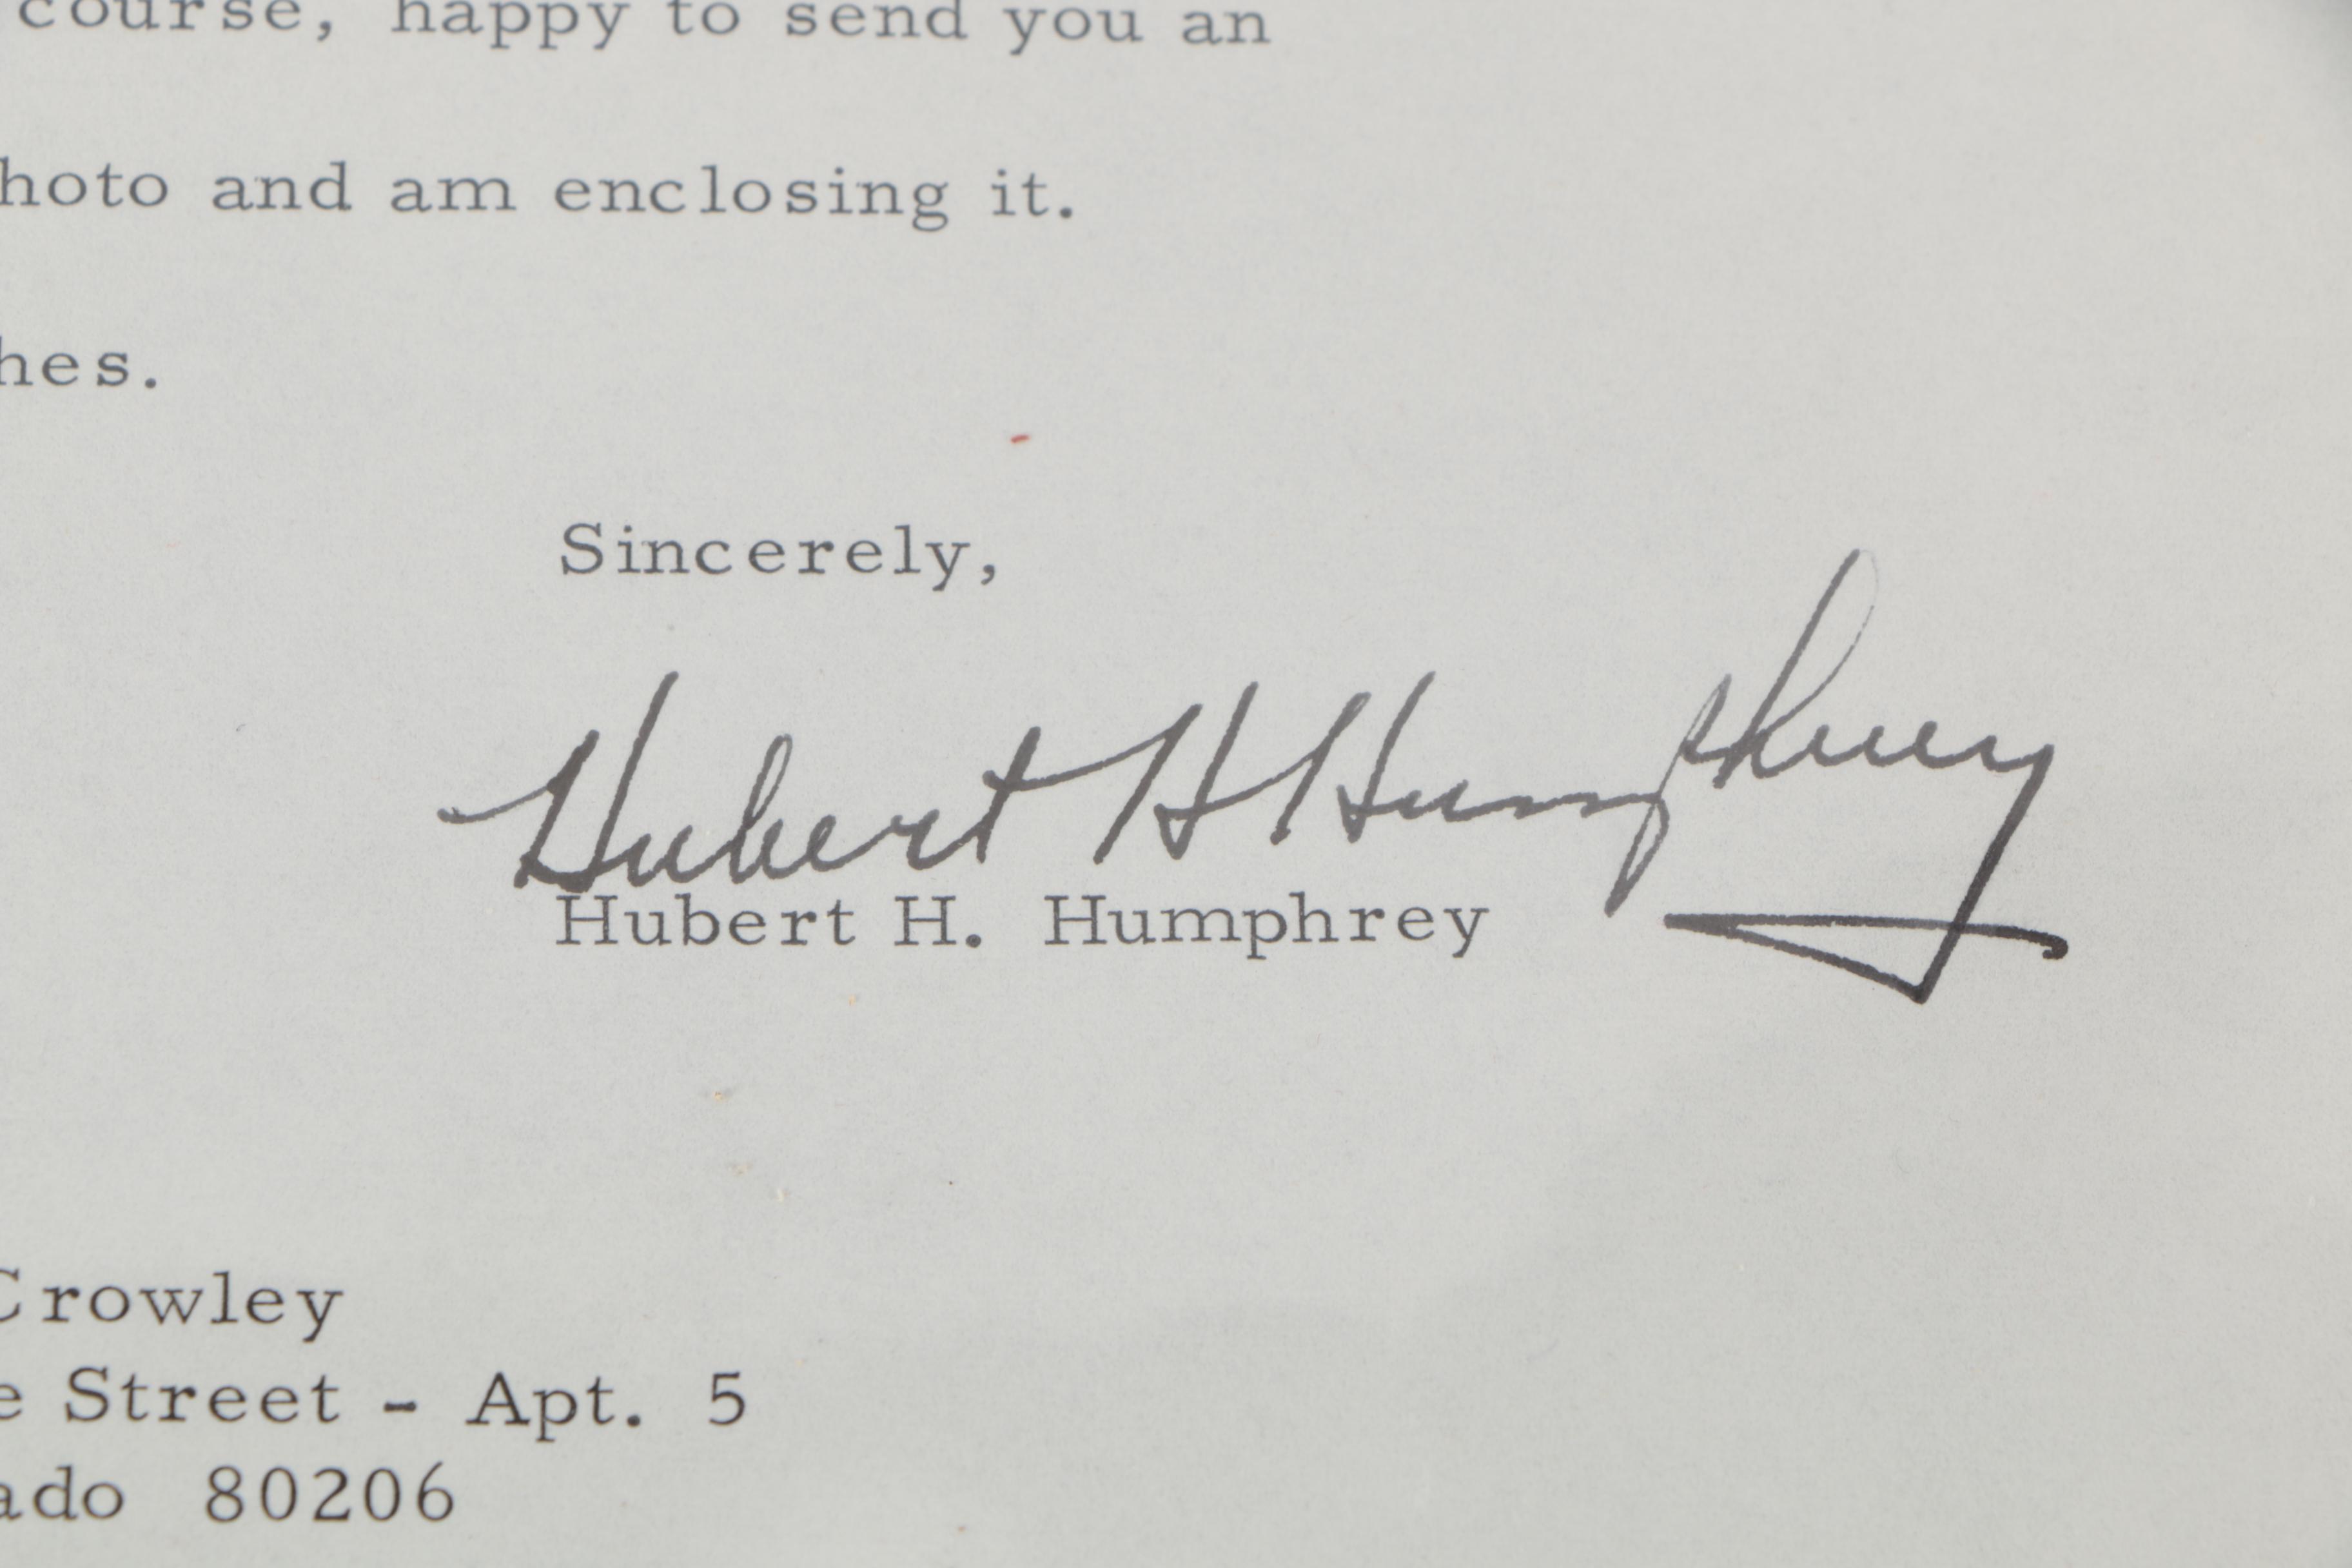 course, happy to send you an
hoto and am enclosing it.
hes.
Sincerely,
Hubert H Humphrey
Hubert H. Humphrey
Crowley
e Street - Apt. 5
ado 80206